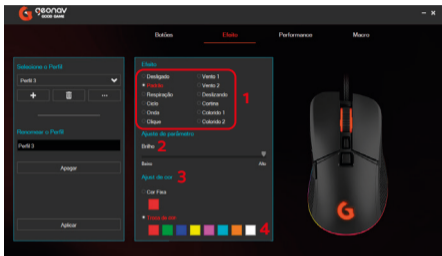 geonav
GOOD GAME
Botões Efeito Performance Macro
Selecione o Perfil
Perfil 3
+ ...
Renomear o Perfil
Perfil 3
Apagar
Aplicar
Efeito
Desligado Vento 1
Padrão Vento 2
Respiração Deslizando
Ciclo Cortina
Onda Colorido 1
Clique Colorido 2
1
Ajuste de parâmetro
Brilho 2
Baixo Alto
Ajust de cor 3
Cor Fixa
4